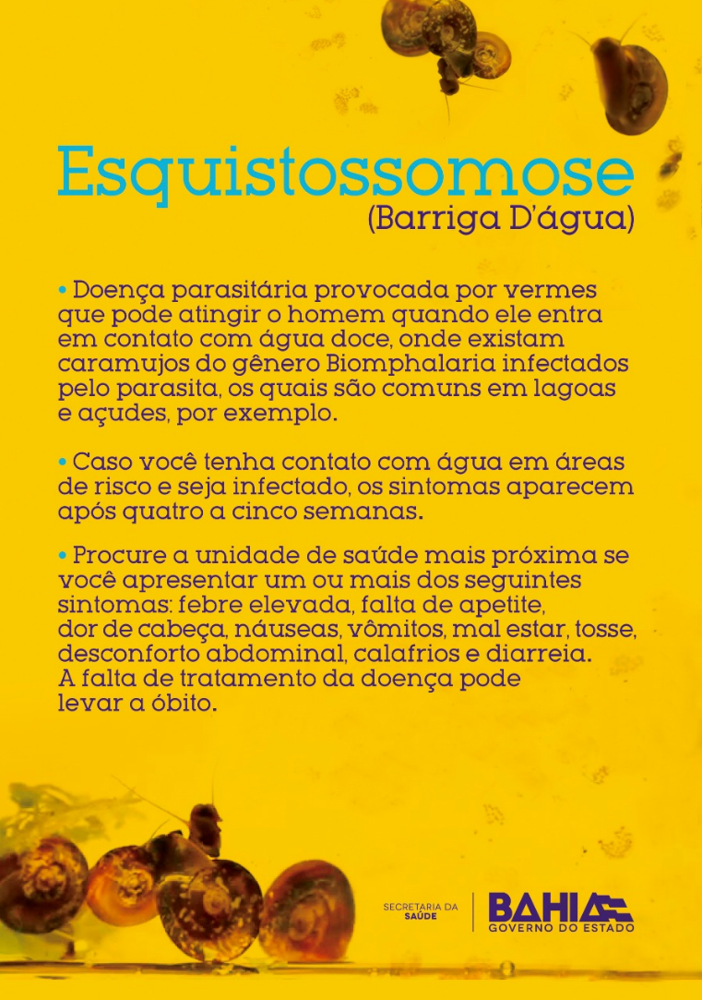 Esquistossomose
(Barriga D'água)
• Doença parasitária provocada por vermes
que pode atingir o homem quando ele entra
em contato com água doce, onde existam
caramujos do gênero Biomphalaria infectados
pelo parasita, os quais são comuns em lagoas
e açudes, por exemplo.
• Caso você tenha contato com água em áreas
de risco e seja infectado, os sintomas aparecem
após quatro a cinco semanas.
• Procure a unidade de saúde mais próxima se
você apresentar um ou mais dos seguintes
sintomas: febre elevada, falta de apetite,
dor de cabeça, náuseas, vômitos, mal estar, tosse,
desconforto abdominal, calafrios e diarreia.
A falta de tratamento da doença pode
levar a óbito.
SECRETARIA DA
SAÚDE
BAHIA
GOVERNO DO ESTADO